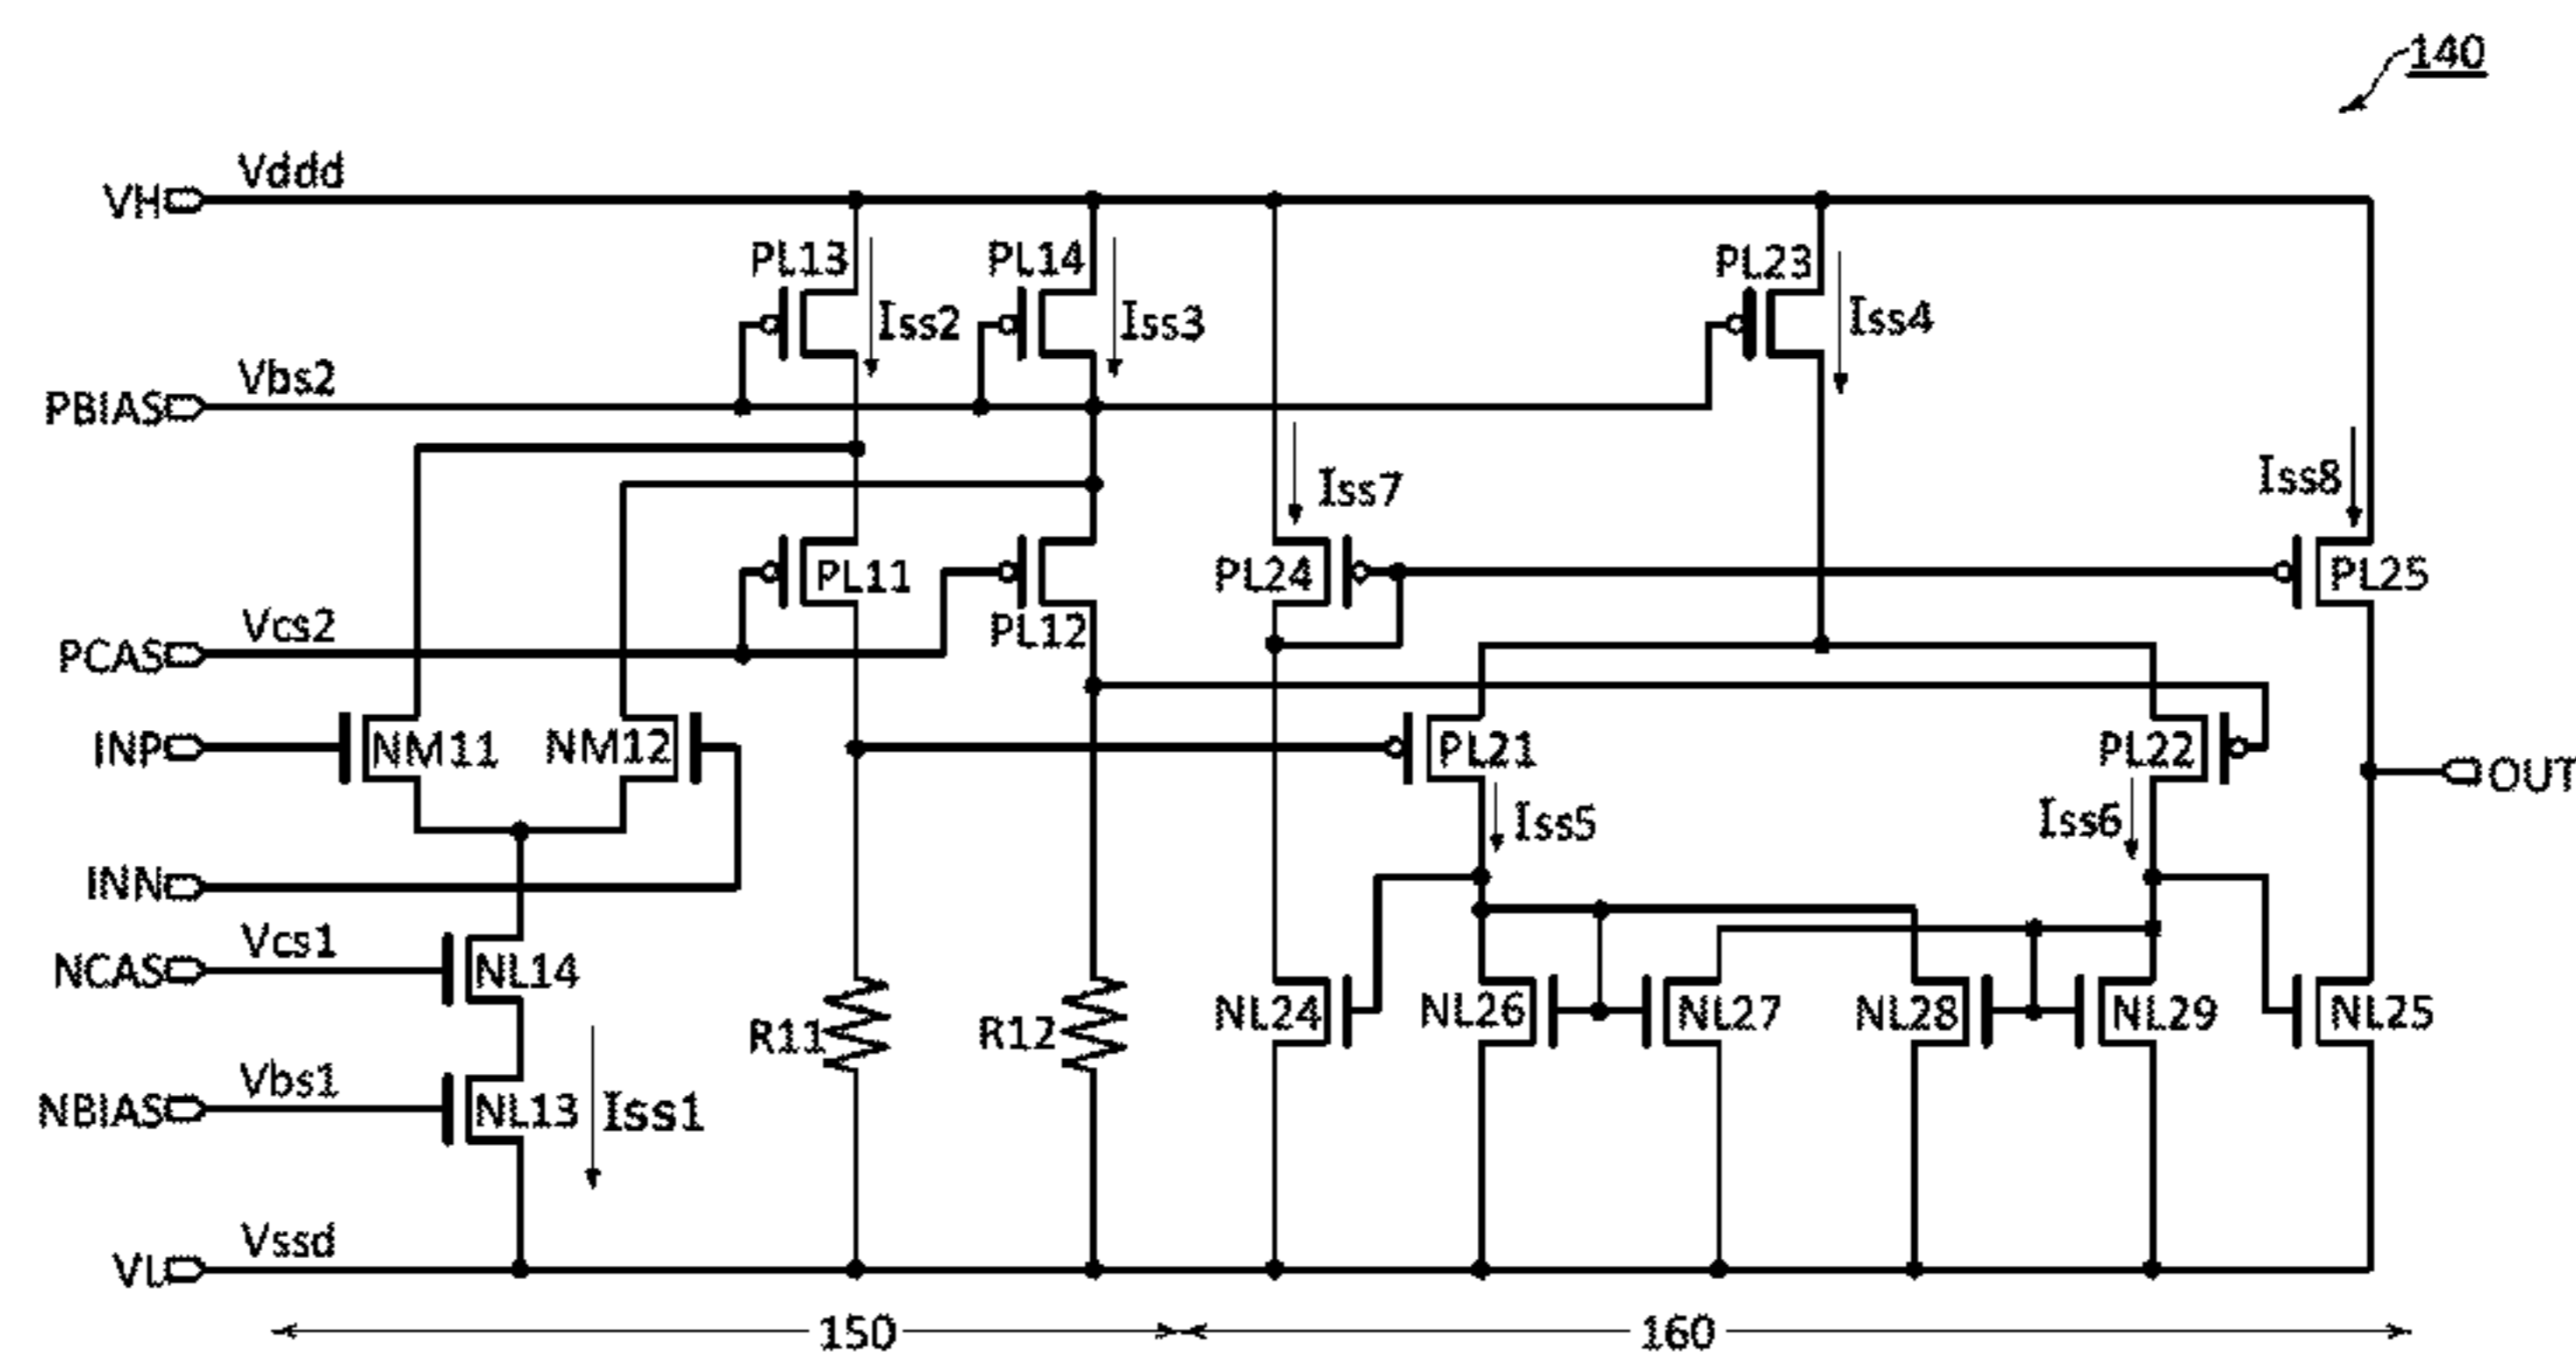 140
Vddd
VH
PL13
PL14
PL23
Iss2
Iss3
Iss4
Vbs2
PBIAS
Iss7
Iss8
PL11
PL24
PL25
Vcs2
PL12
PCAS
INP
NM11
NM12
PL21
PL22
OUT
Iss5
Iss6
INN
Vcs1
NCAS
NL14
NL24
NL26
NL27
NL28
NL29
NL25
R11
R12
Vbs1
NBIAS
NL13
Iss1
Vssd
VL
150
160